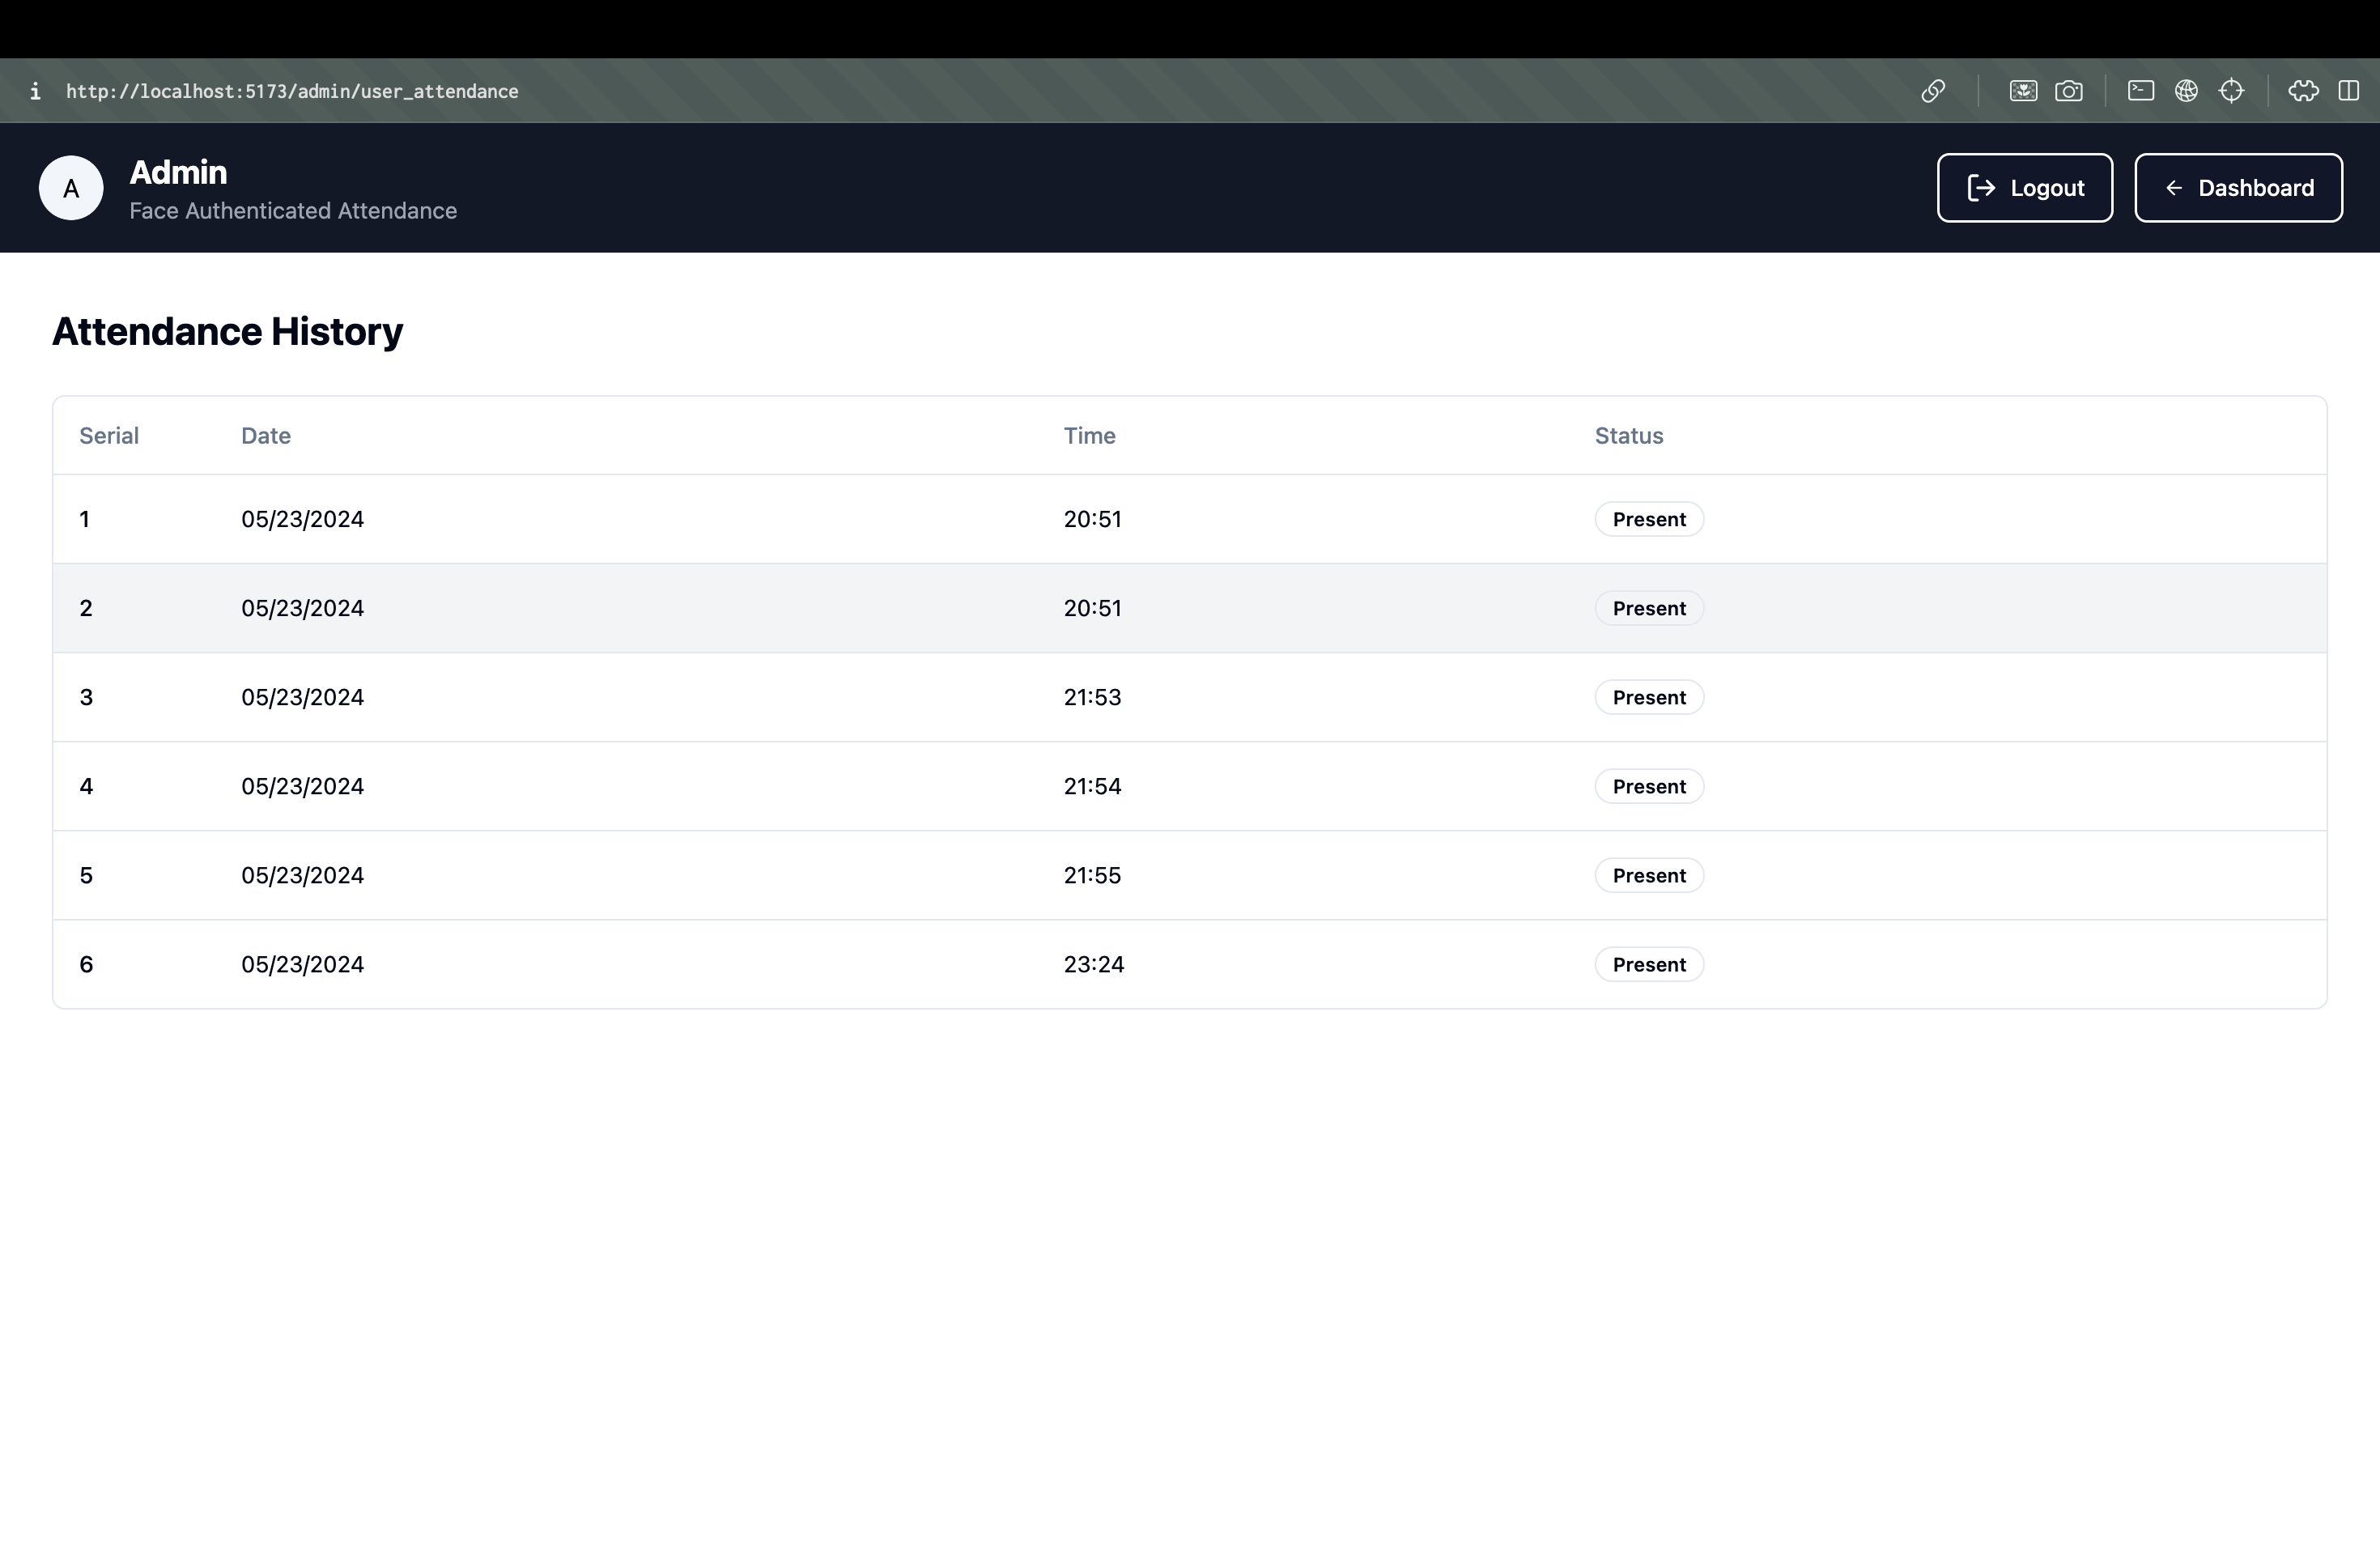 i http://localhost:5173/admin/user_attendance
A
Admin
Face Authenticated Attendance
Logout
Dashboard
Attendance History
Serial Date Time Status
1 05/23/2024 20:51 Present
2 05/23/2024 20:51 Present
3 05/23/2024 21:53 Present
4 05/23/2024 21:54 Present
5 05/23/2024 21:55 Present
6 05/23/2024 23:24 Present